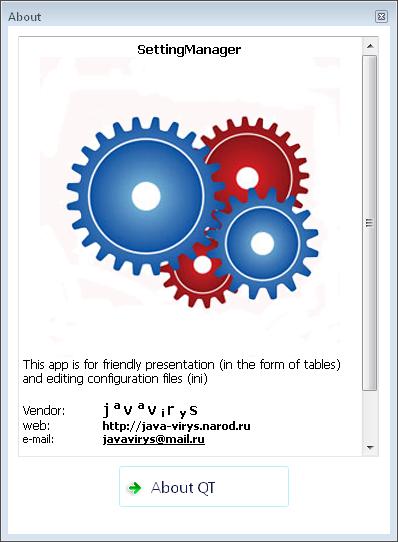 About
SettingManager
This app is for friendly presentation (in the form of tables)
and editing configuration files (ini)
Vendor: javavirys
web: http://java-virys.narod.ru
e-mail: javavirys@mail.ru
About QT